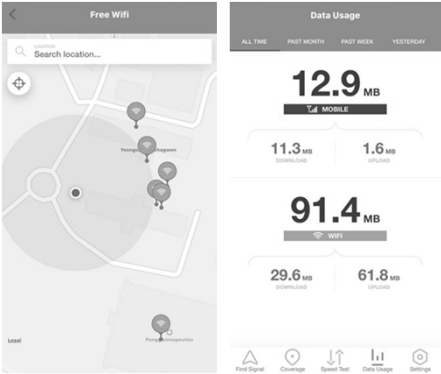 Free Wifi
LOCATION
Search location...
Legal
Data Usage
ALL TIME PAST MONTH PAST WEEK YESTERDAY
12.9 MB
MOBILE
11.3 MB 1.6 MB
DOWNLOAD UPLOAD
91.4 MB
WIFI
29.6 MB 61.8 MB
DOWNLOAD UPLOAD
Find Signal Coverage Speed Test Data Usage Settings